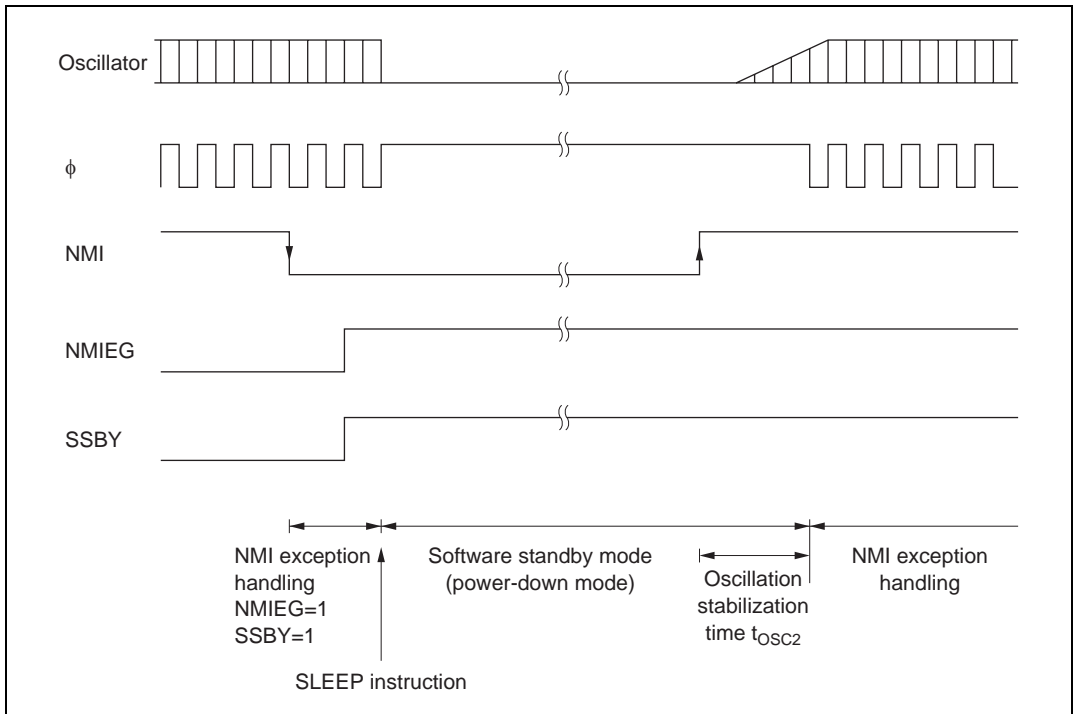 Oscillator
ϕ
NMI
NMIEG
SSBY
NMI exception
handling
NMIEG=1
SSBY=1
Software standby mode
(power-down mode)
Oscillation
stabilization
time tOSC2
NMI exception
handling
SLEEP instruction